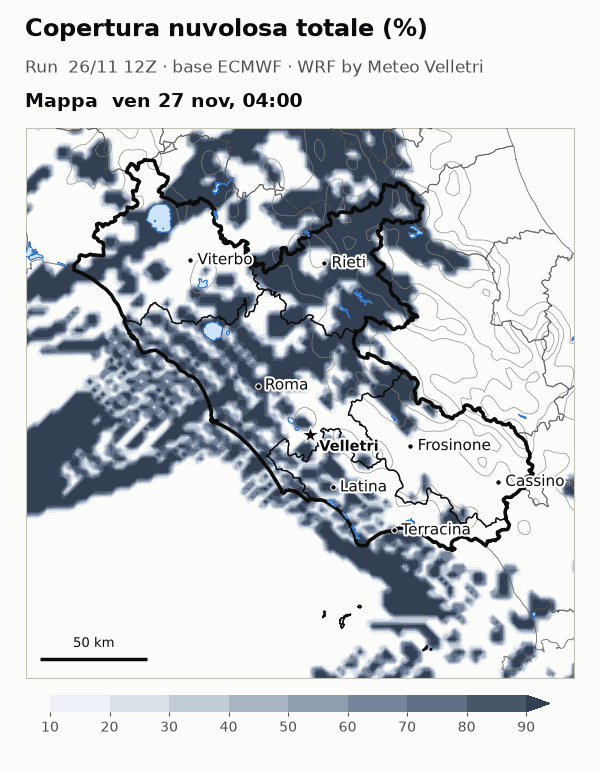 Copertura nuvolosa totale (%)
Run  26/11 12Z · base ECMWF · WRF by Meteo Velletri
Mappa  ven 27 nov, 04:00
Viterbo
Rieti
Roma
Velletri
Frosinone
Cassino
Latina
Terracina
50 km
10 20 30 40 50 60 70 80 90